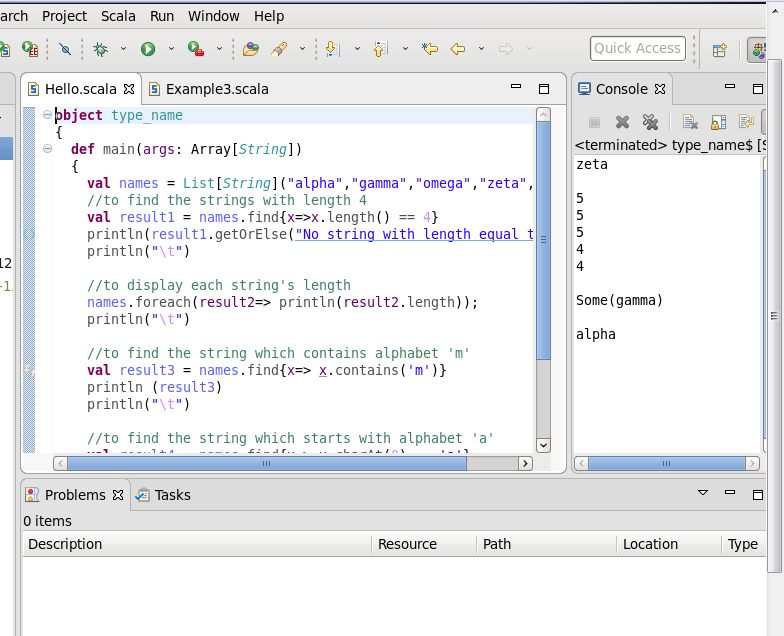 arch Project Scala Run Window Help
Quick Access
Hello.scala Example3.scala
object type_name
{
def main(args: Array[String])
{
val names = List[String]("alpha","gamma","omega","zeta",
//to find the strings with length 4
val result1 = names.find{x=>x.length() == 4}
println(result1.getOrElse("No string with length equal t
println("\t")
//to display each string's length
names.foreach(result2=> println(result2.length));
println("\t")
//to find the string which contains alphabet 'm'
val result3 = names.find{x=> x.contains('m')}
println (result3)
println("\t")
//to find the string which starts with alphabet 'a'
12
-1.
Console
<terminated> type_name$ [S
zeta
5
5
5
4
4
Some(gamma)
alpha
Problems Tasks
0 items
Description Resource Path Location Type